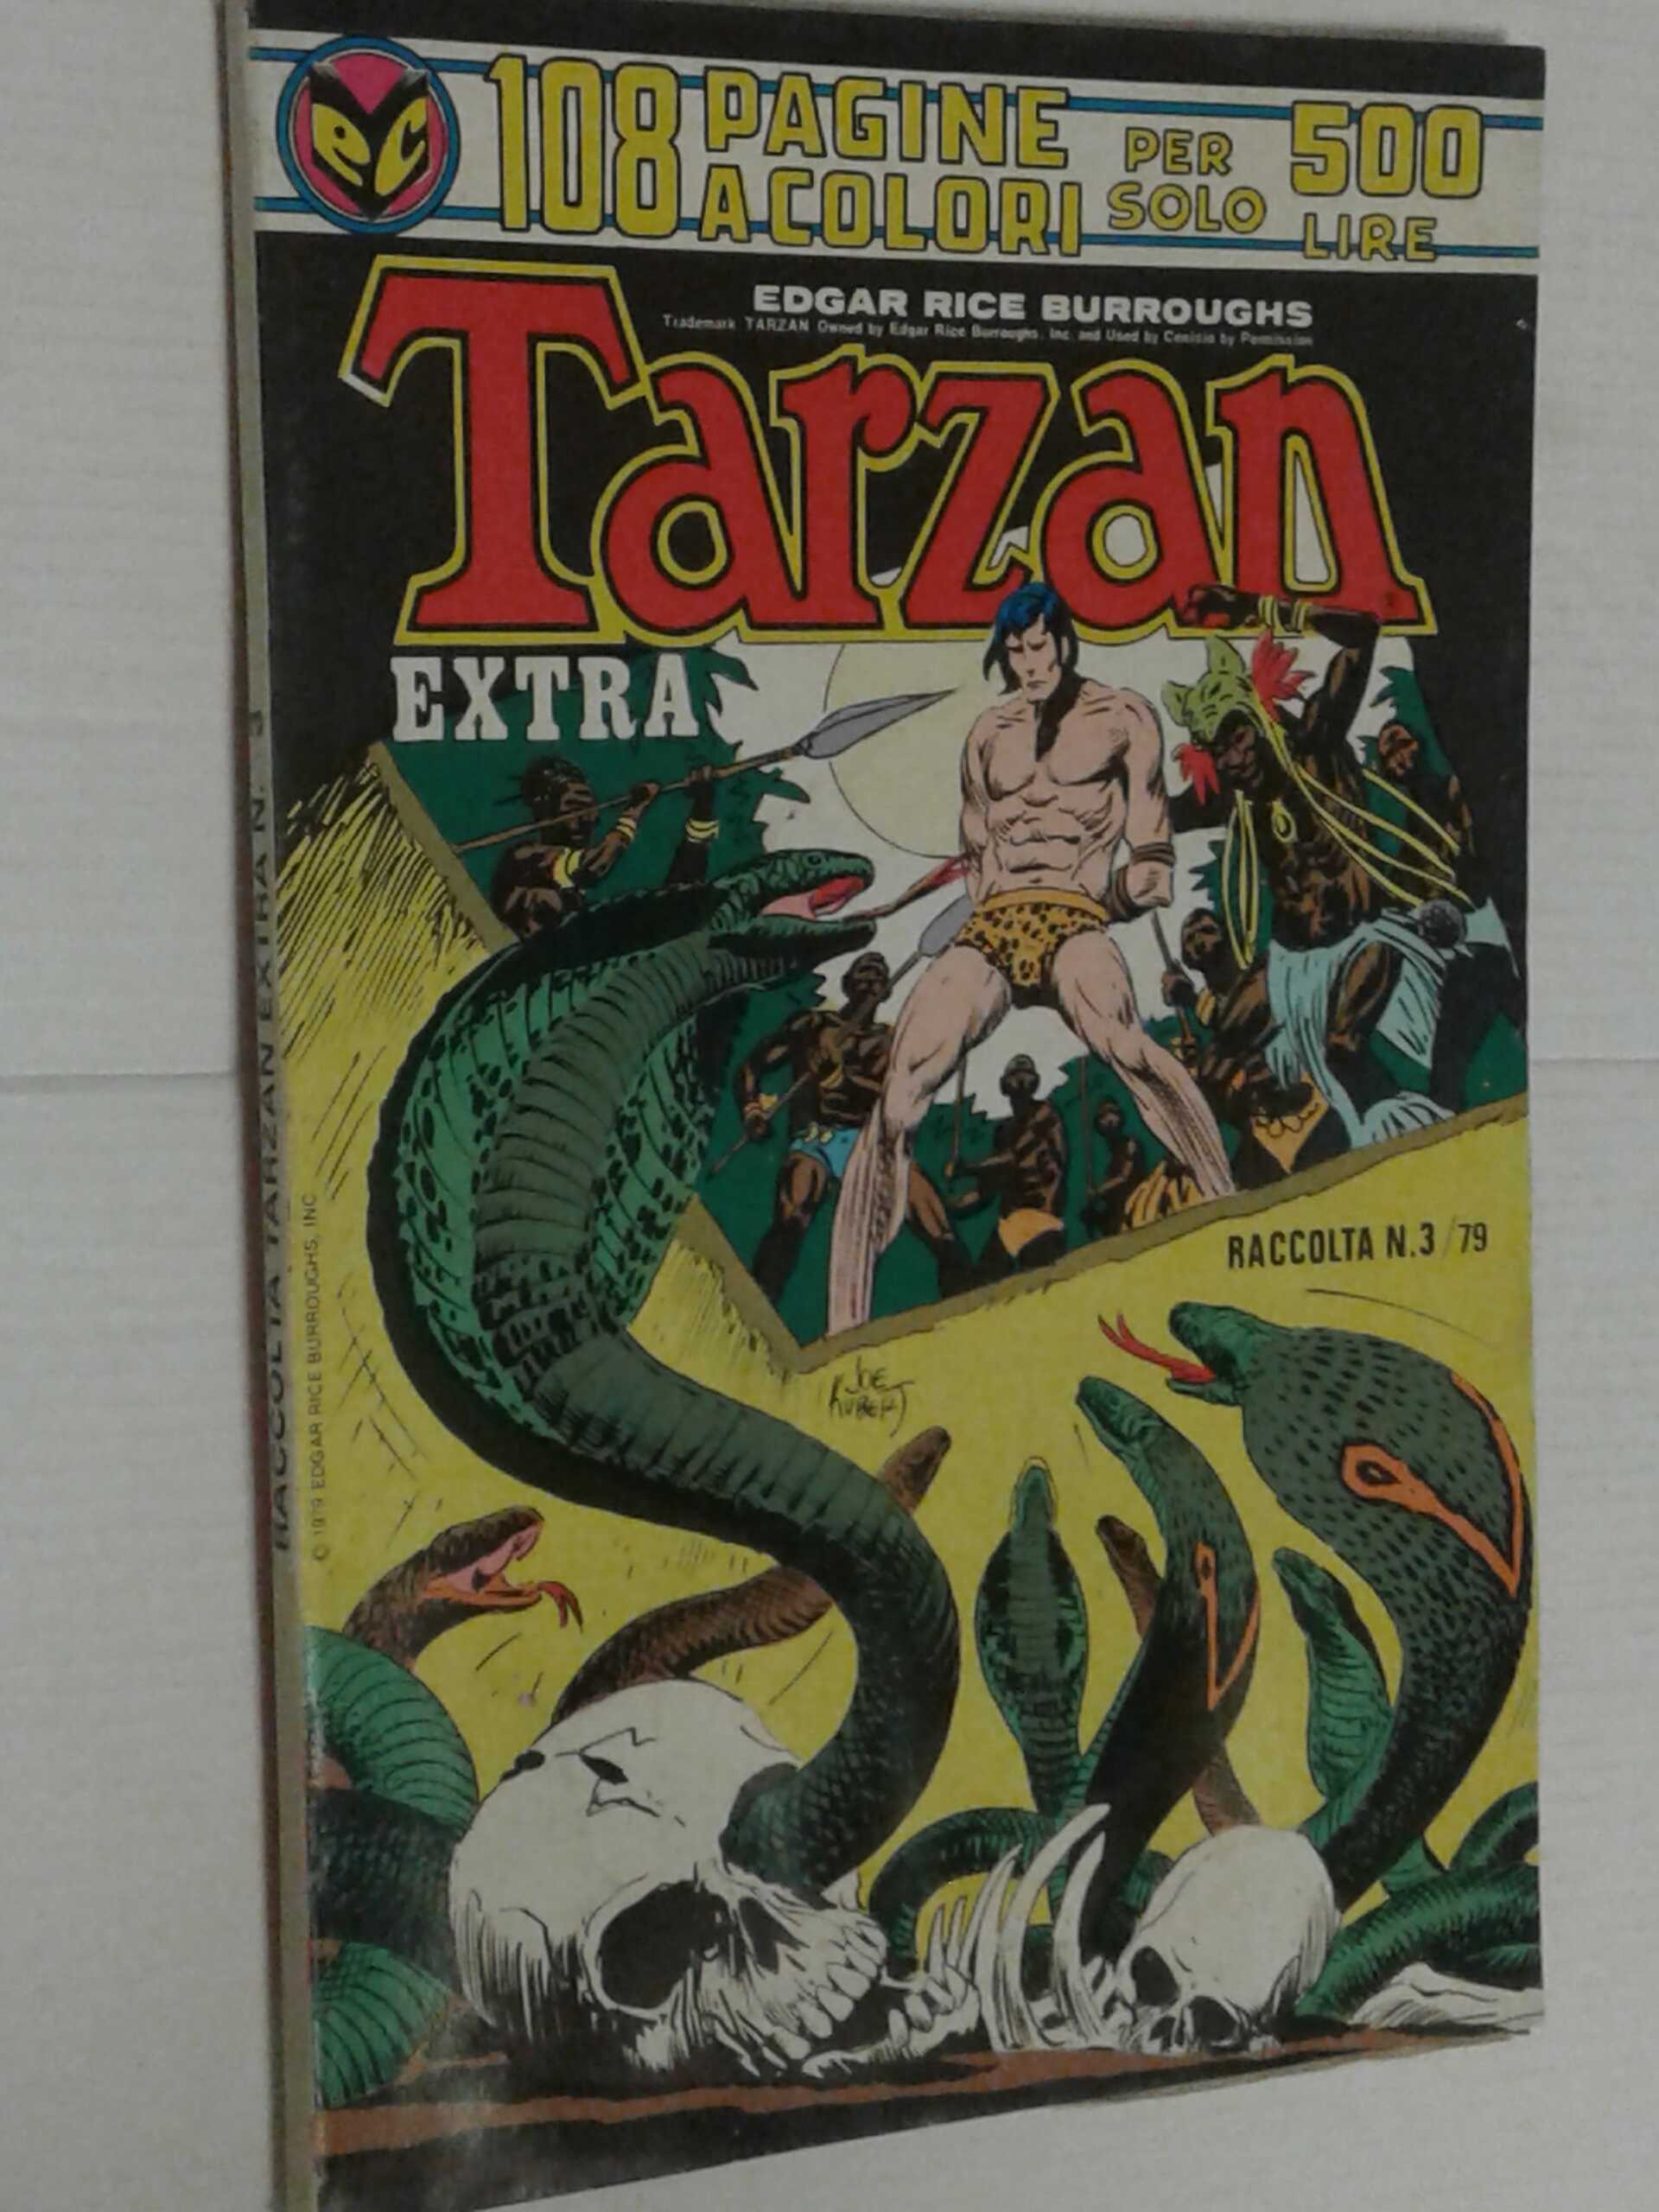 ec
108 PAGINE A COLORI PER SOLO 500 LIRE
EDGAR RICE BURROUGHS
Trademark TARZAN Owned by Edgar Rice Burroughs, Inc. and Used by Cenisio by Permission
Tarzan
EXTRA
RACCOLTA N.3/79
JOE
KUBERT
© 1979 EDGAR RICE BURROUGHS, INC
RACCOLTA TARZAN EXTRA N. 3